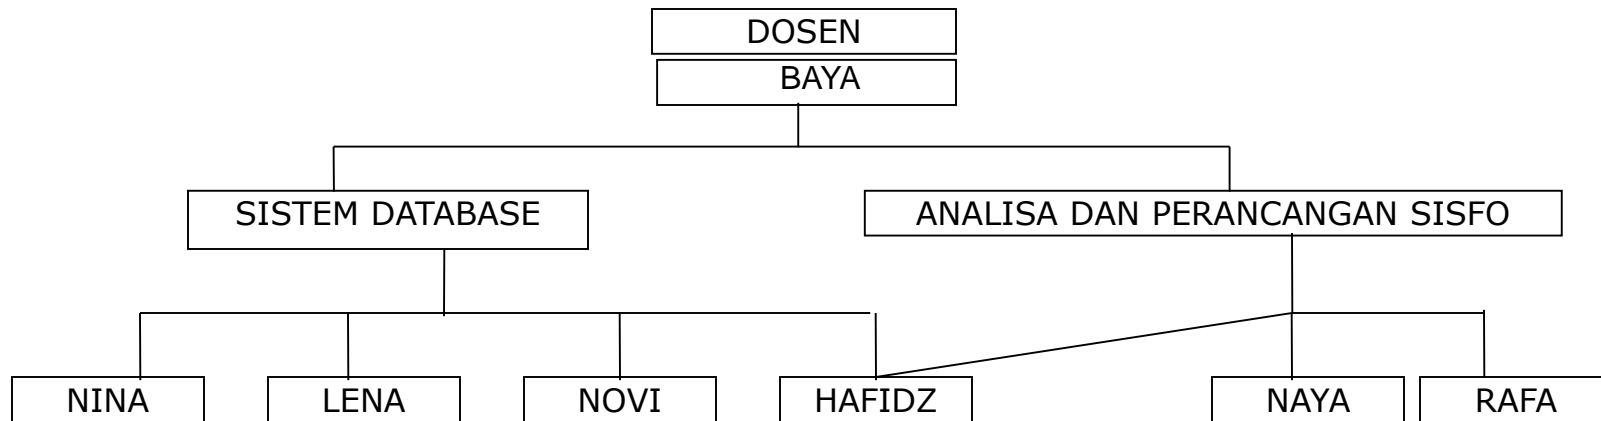 DOSEN
BAYA
SISTEM DATABASE
ANALISA DAN PERANCANGAN SISFO
NINA
LENA
NOVI
HAFIDZ
NAYA
RAFA